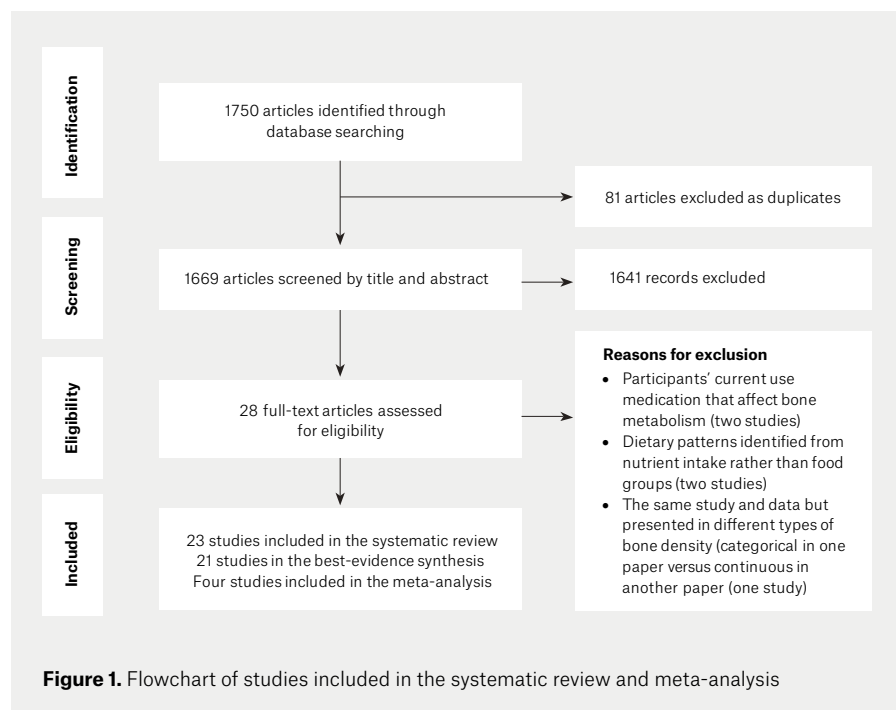 Identification
1750 articles identified through
database searching
81 articles excluded as duplicates
Screening
1669 articles screened by title and abstract
1641 records excluded
Eligibility
28 full-text articles assessed
for eligibility
Reasons for exclusion
• Participants' current use
medication that affect bone
metabolism (two studies)
• Dietary patterns identified from
nutrient intake rather than food
groups (two studies)
• The same study and data but
presented in different types of
bone density (categorical in one
paper versus continuous in
another paper (one study)
Included
23 studies included in the systematic review
21 studies in the best-evidence synthesis
Four studies included in the meta-analysis
Figure 1. Flowchart of studies included in the systematic review and meta-analysis